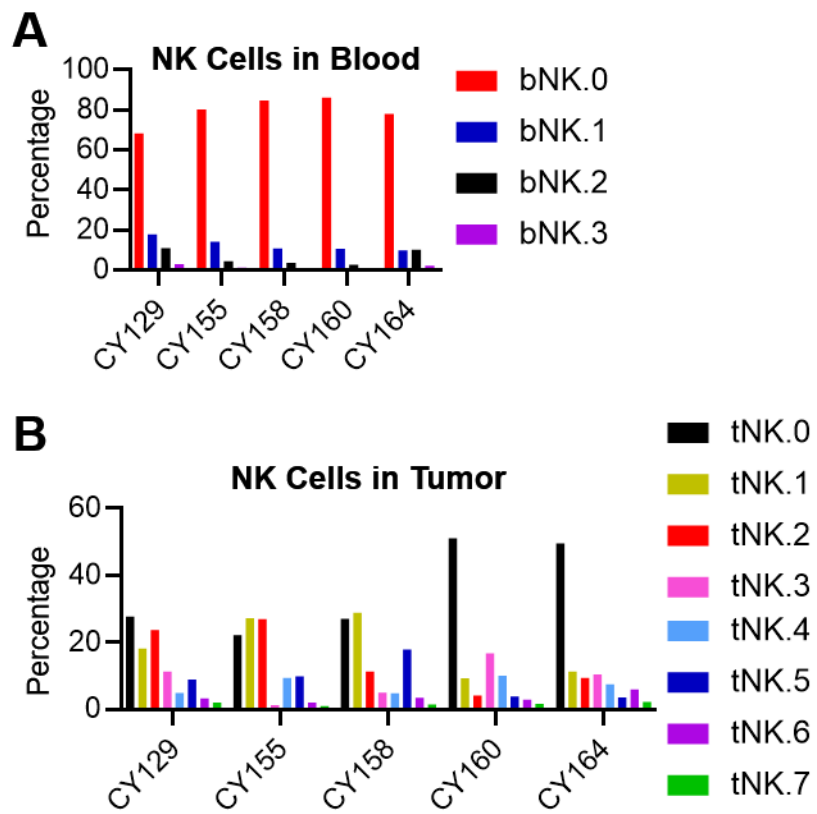 A
NK Cells in Blood
Percentage
100
80
60
40
20
0
CY129
CY155
CY158
CY160
CY164
bNK.0
bNK.1
bNK.2
bNK.3
B
NK Cells in Tumor
Percentage
60
40
20
0
CY129
CY155
CY158
CY160
CY164
tNK.0
tNK.1
tNK.2
tNK.3
tNK.4
tNK.5
tNK.6
tNK.7